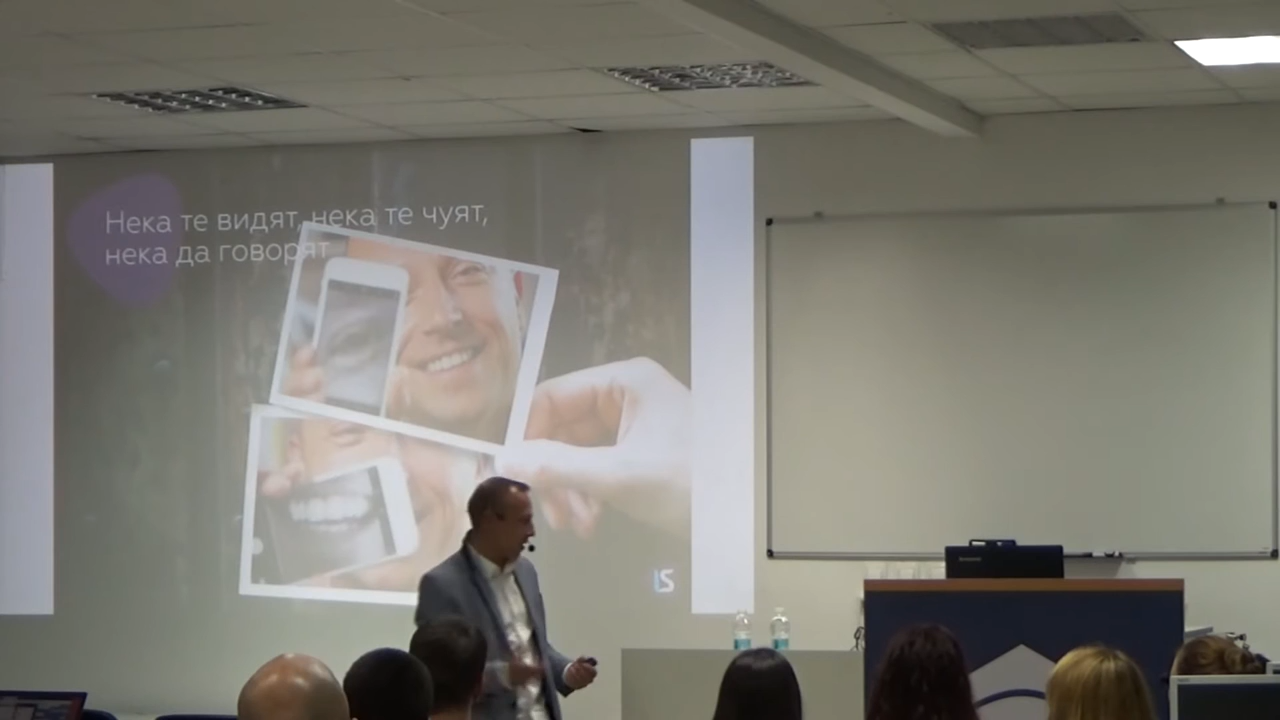 Нека те видят, нека те чуят,
нека да говорят
IS